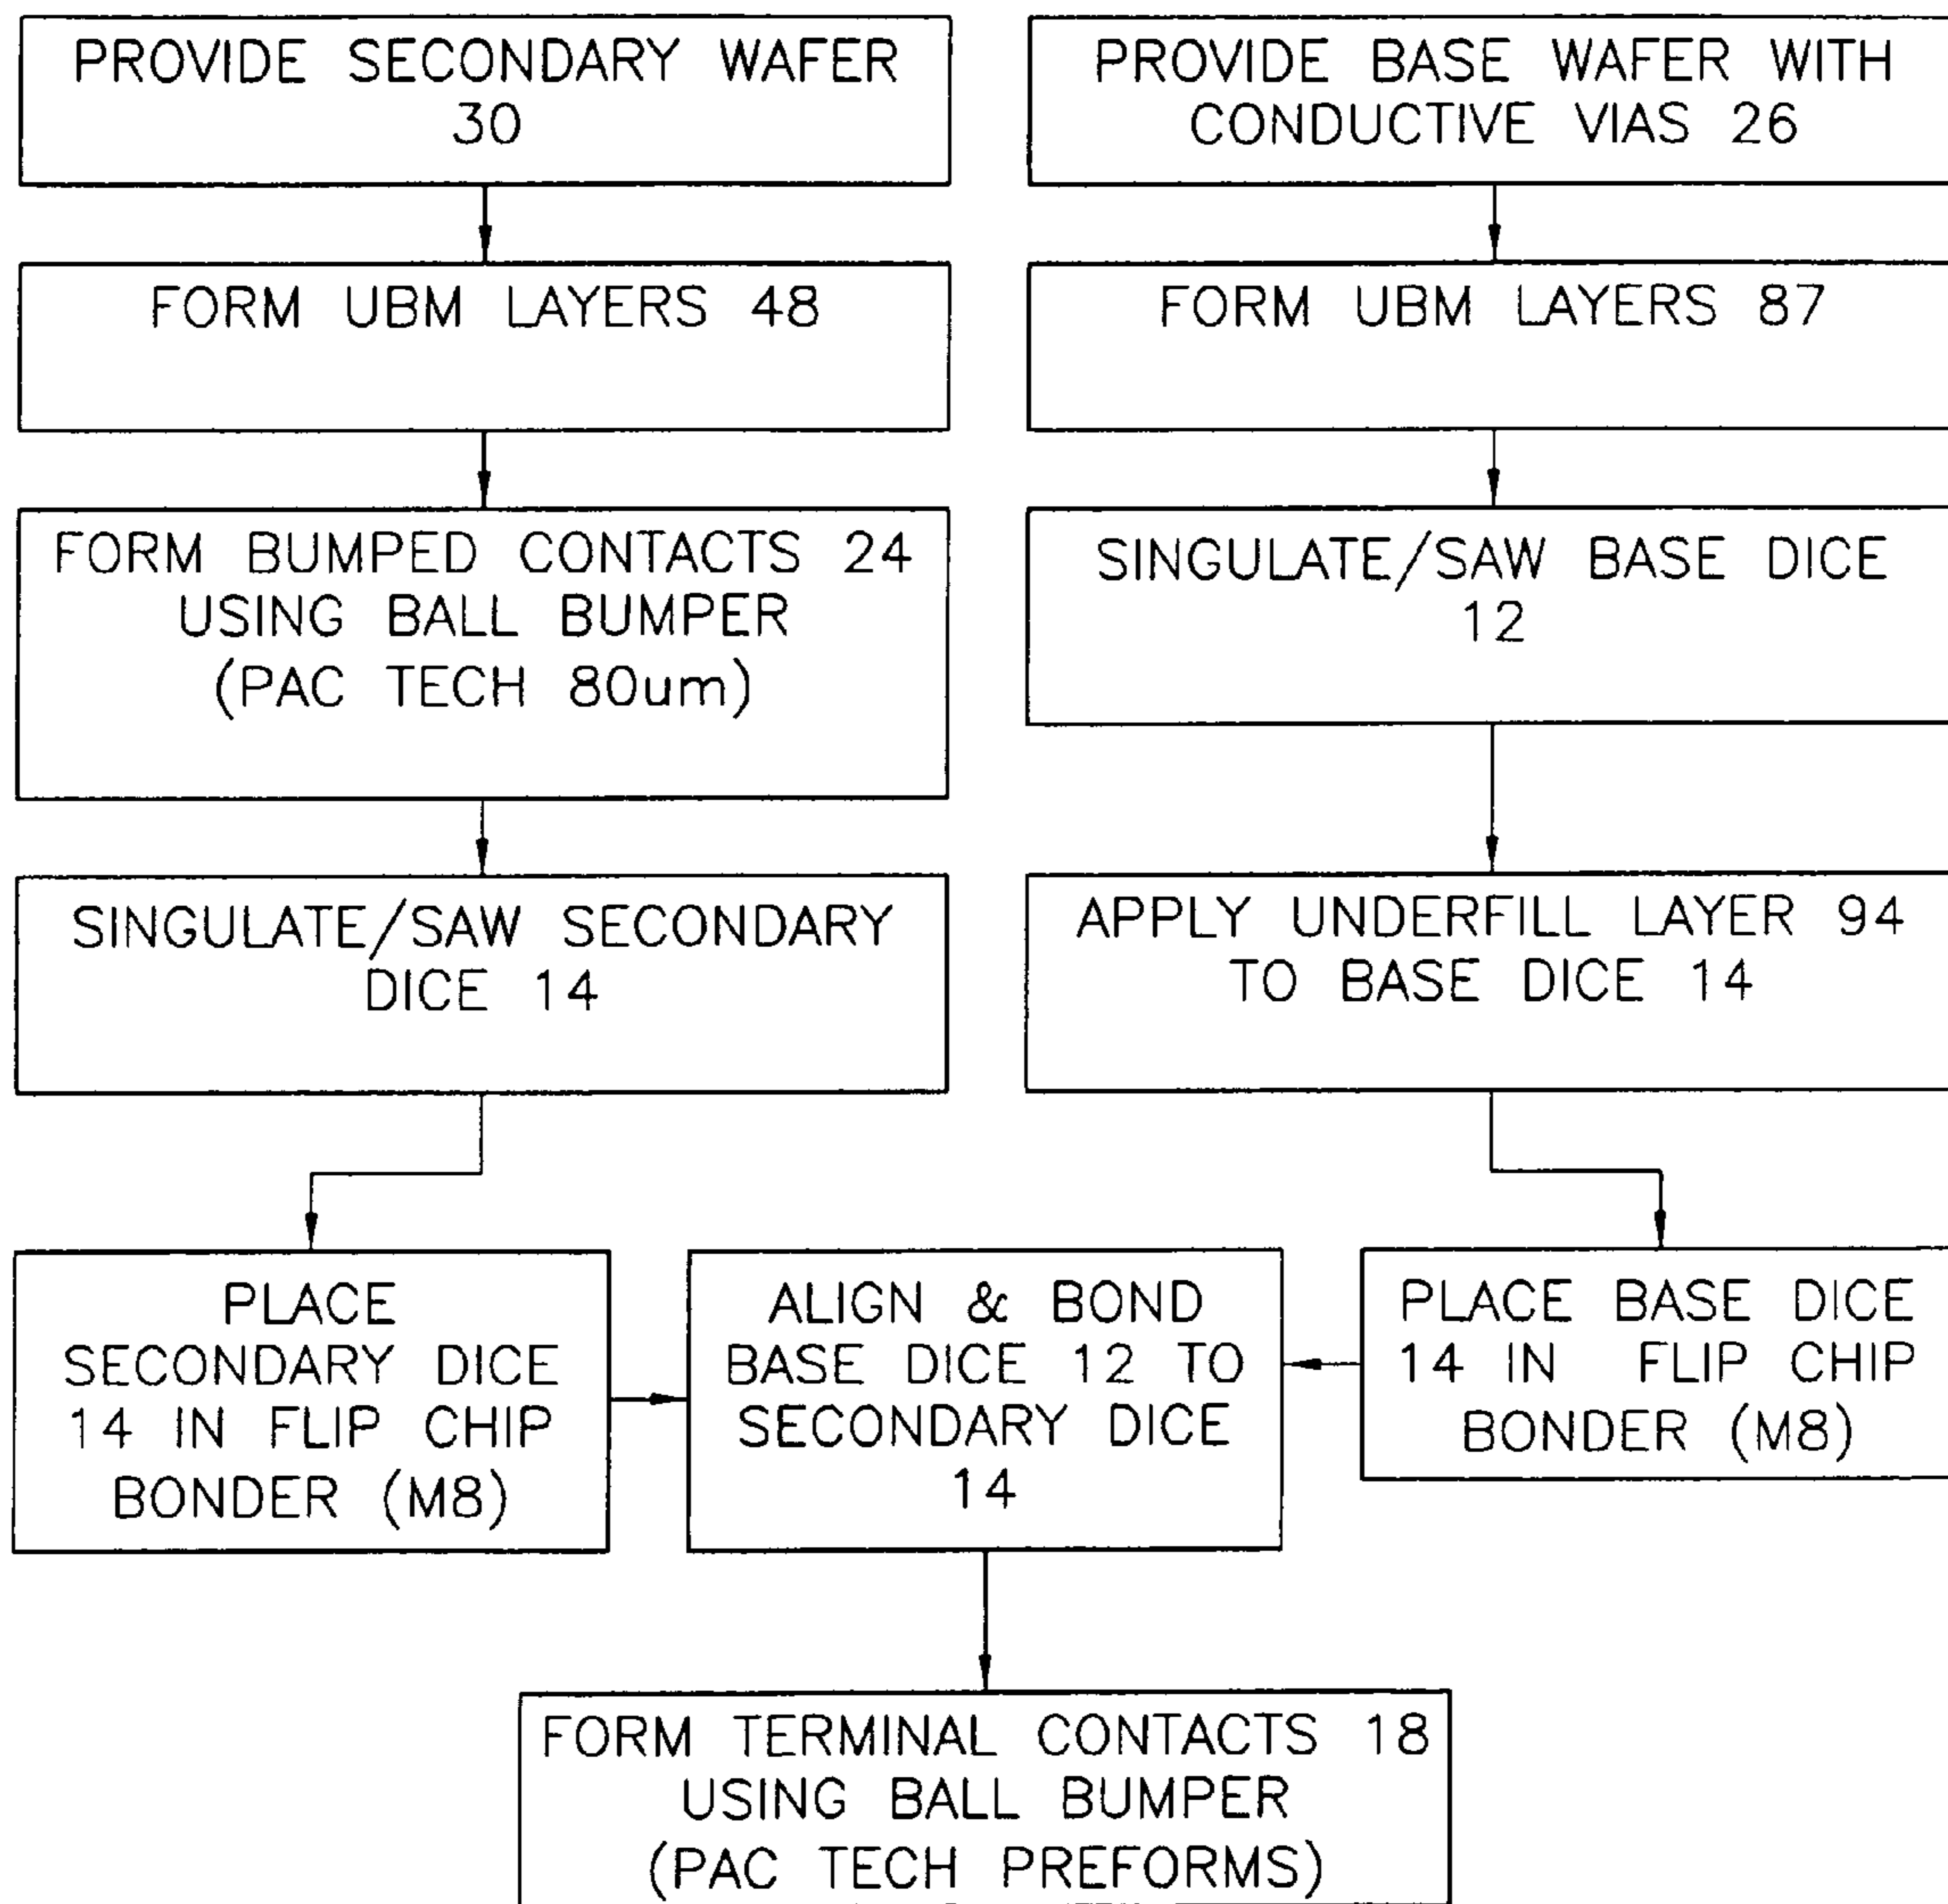 PROVIDE SECONDARY WAFER
30
PROVIDE BASE WAFER WITH
CONDUCTIVE VIAS 26
FORM UBM LAYERS 48
FORM UBM LAYERS 87
FORM BUMPED CONTACTS 24
USING BALL BUMPER
(PAC TECH 80um)
SINGULATE/SAW BASE DICE
12
SINGULATE/SAW SECONDARY
DICE 14
APPLY UNDERFILL LAYER 94
TO BASE DICE 14
PLACE
SECONDARY DICE
14 IN FLIP CHIP
BONDER (M8)
ALIGN & BOND
BASE DICE 12 TO
SECONDARY DICE
14
PLACE BASE DICE
14 IN FLIP CHIP
BONDER (M8)
FORM TERMINAL CONTACTS 18
USING BALL BUMPER
(PAC TECH PREFORMS)